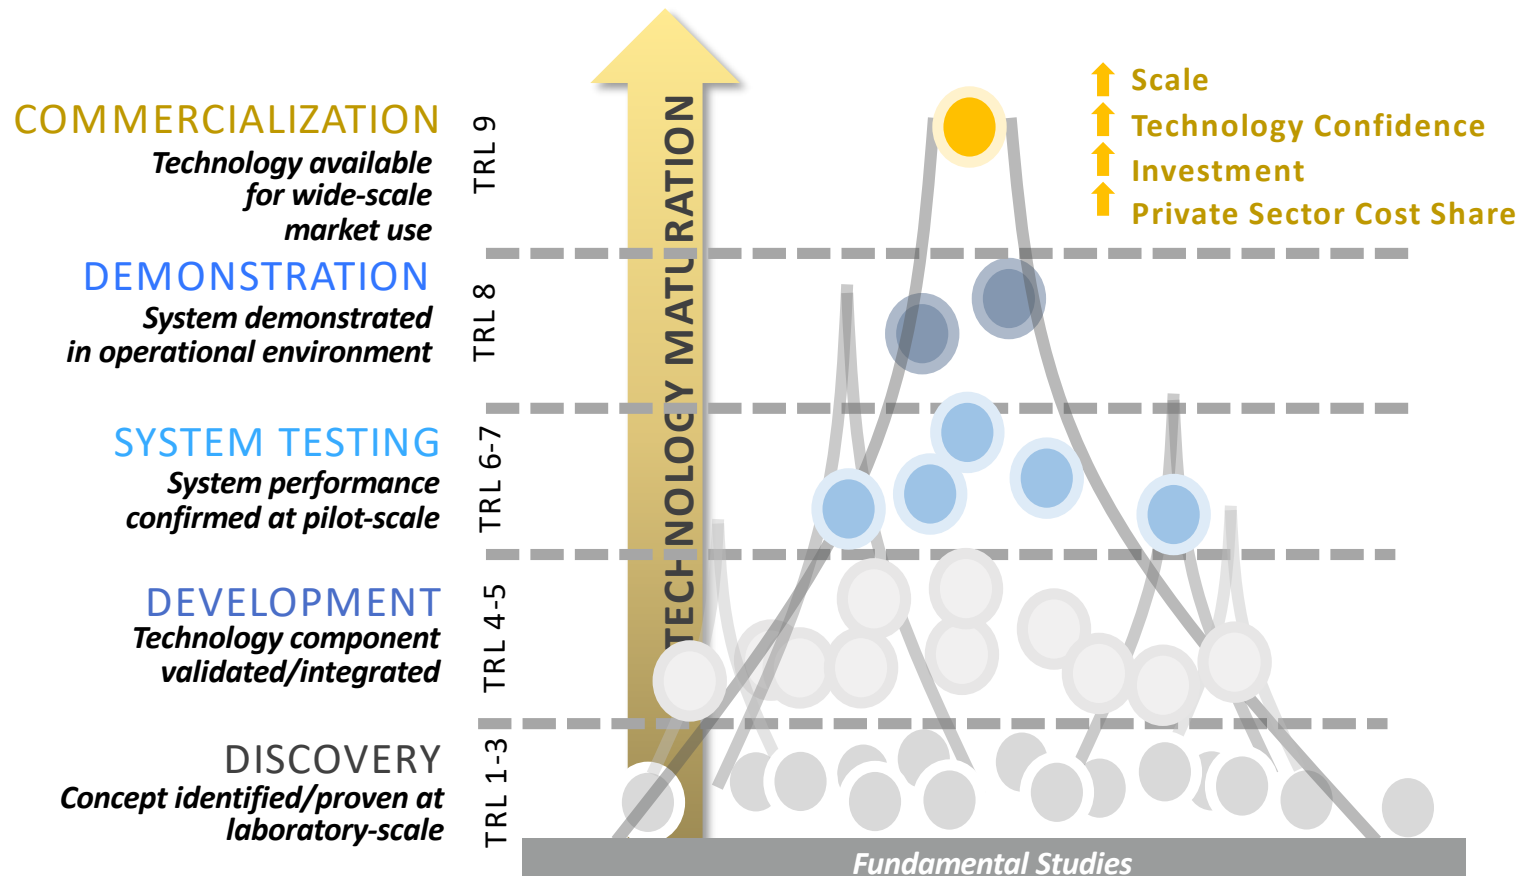 COMMERCIALIZATION
Technology available
for wide-scale
market use
TRL 9
DEMONSTRATION
System demonstrated
in operational environment
TRL 8
SYSTEM TESTING
System performance
confirmed at pilot-scale
TRL 6-7
DEVELOPMENT
Technology component
validated/integrated
TRL 4-5
DISCOVERY
Concept identified/proven at
laboratory-scale
TRL 1-3
TECHNOLOGY MATURATION
Scale
Technology Confidence
Investment
Private Sector Cost Share
Fundamental Studies